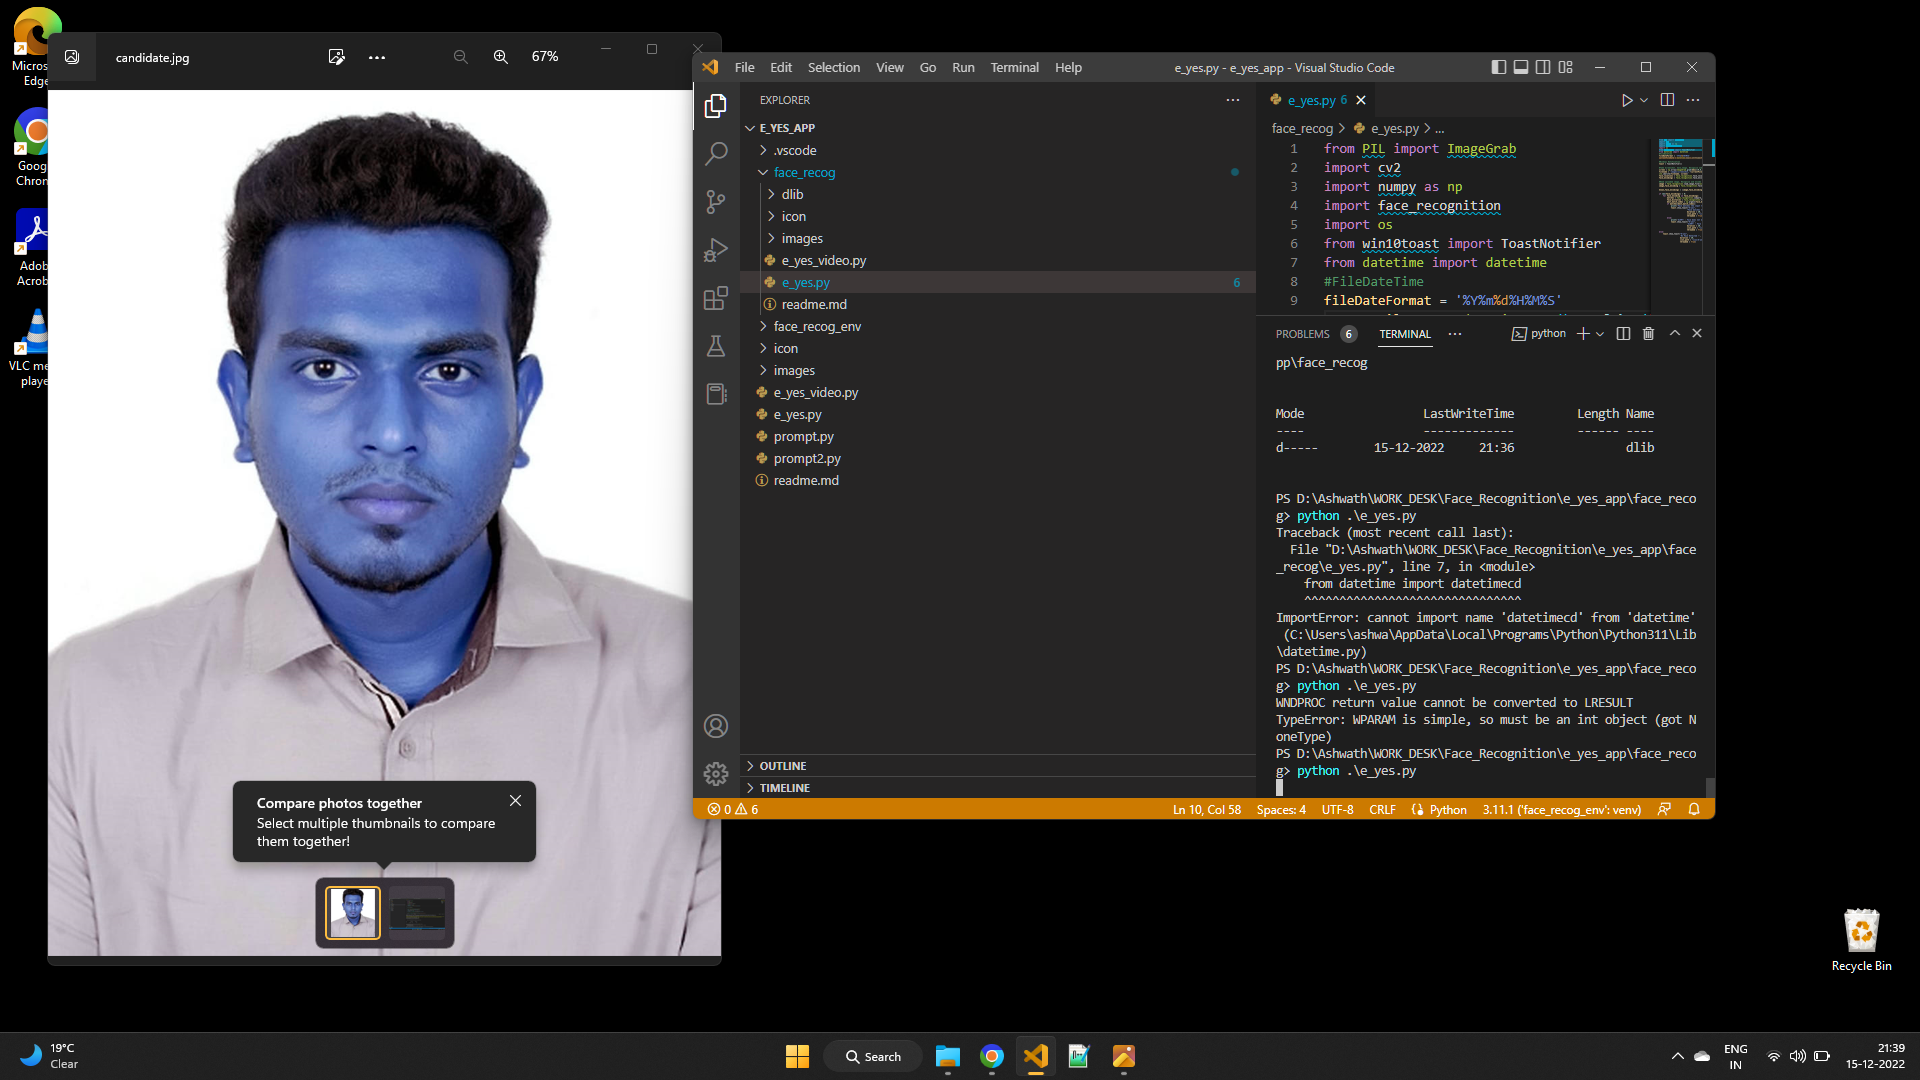 Micros
Edge
Goog
Chron
Adob
Acrob
VLC me
playe
candidate.jpg
67%
Compare photos together
Select multiple thumbnails to compare
them together!
File Edit Selection View Go Run Terminal Help
e_yes.py - e_yes_app - Visual Studio Code
EXPLORER
E_YES_APP
.vscode
face_recog
dlib
icon
images
e_yes_video.py
e_yes.py 6
readme.md
face_recog_env
icon
images
e_yes_video.py
e_yes.py
prompt.py
prompt2.py
readme.md
OUTLINE
TIMELINE
e_yes.py 6
face_recog > e_yes.py > ...
1 from PIL import ImageGrab
2 import cv2
3 import numpy as np
4 import face_recognition
5 import os
6 from win10toast import ToastNotifier
7 from datetime import datetime
8 #FileDateTime
9 fileDateFormat = '%Y%m%d%H%M%S'
PROBLEMS 6 TERMINAL python
pp\face_recog
Mode LastWriteTime Length Name
---- ------------- ------ ----
d----- 15-12-2022 21:36 dlib
PS D:\Ashwath\WORK_DESK\Face_Recognition\e_yes_app\face_reco
g> python .\e_yes.py
Traceback (most recent call last):
File "D:\Ashwath\WORK_DESK\Face_Recognition\e_yes_app\face
_recog\e_yes.py", line 7, in <module>
from datetime import datetimecd
^^^^^^^^^^^^^^^^^^^^^^^^^^^^^^^
ImportError: cannot import name 'datetimecd' from 'datetime'
(C:\Users\ashwa\AppData\Local\Programs\Python\Python311\Lib
\datetime.py)
PS D:\Ashwath\WORK_DESK\Face_Recognition\e_yes_app\face_reco
g> python .\e_yes.py
WNDPROC return value cannot be converted to LRESULT
TypeError: WPARAM is simple, so must be an int object (got N
oneType)
PS D:\Ashwath\WORK_DESK\Face_Recognition\e_yes_app\face_reco
g> python .\e_yes.py
0 6
Ln 10, Col 58 Spaces: 4 UTF-8 CRLF Python 3.11.1 ('face_recog_env': venv)
Recycle Bin
19°C
Clear
Search
ENG
IN
21:39
15-12-2022